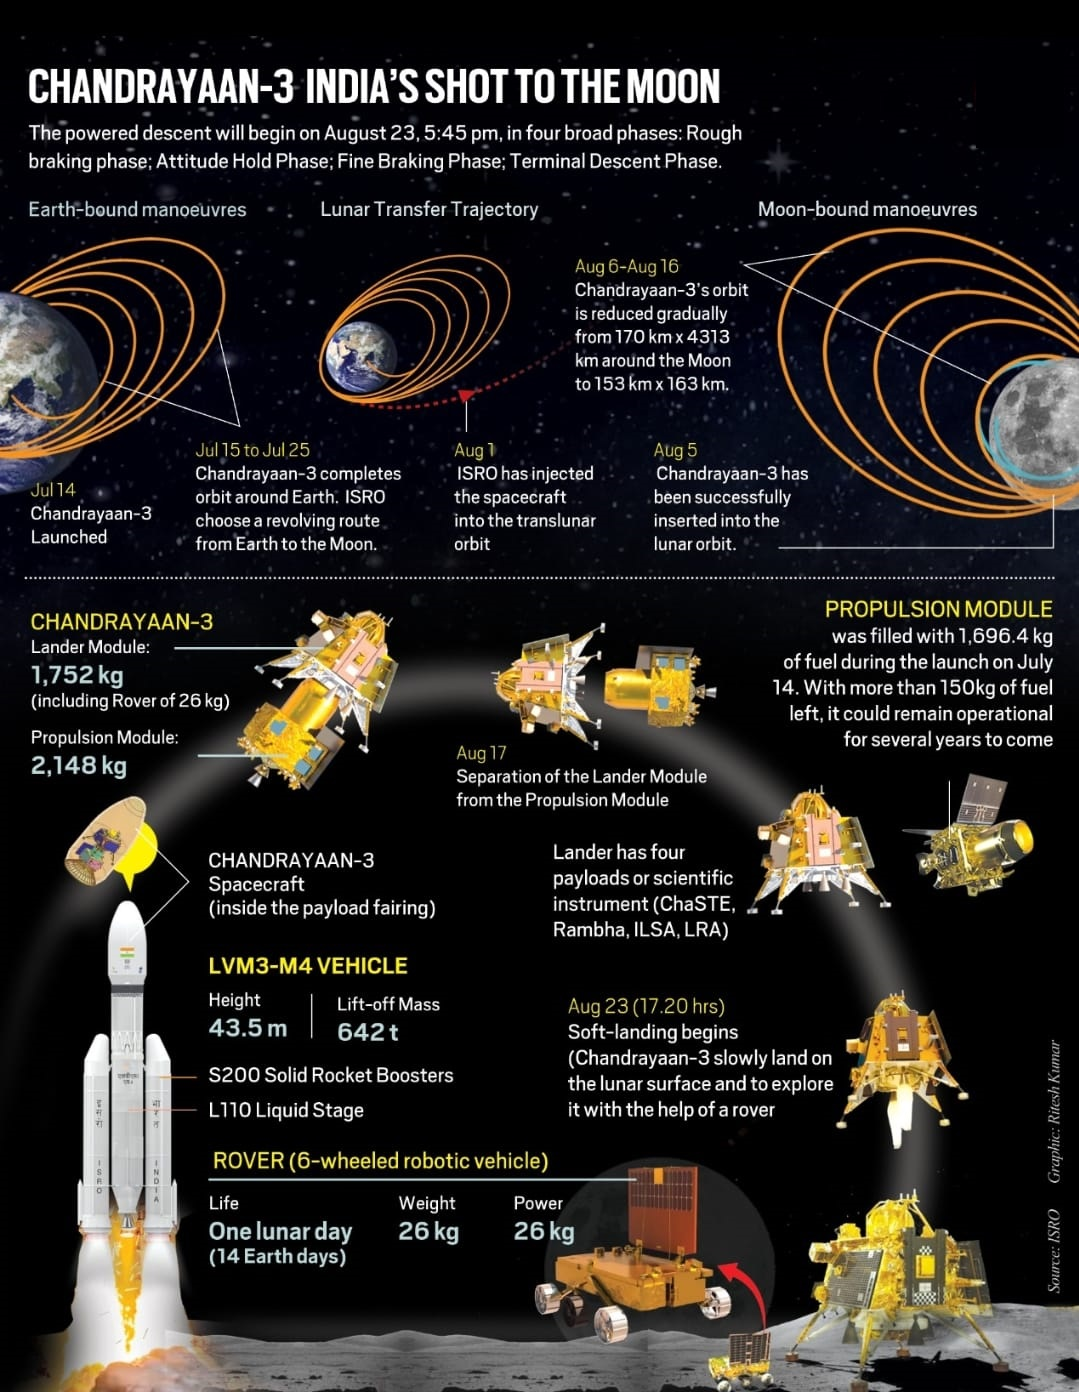 CHANDRAYAAN-3 INDIA'S SHOT TO THE MOON
The powered descent will begin on August 23, 5:45 pm, in four broad phases: Rough
braking phase; Attitude Hold Phase; Fine Braking Phase; Terminal Descent Phase.
Earth-bound manoeuvres
Lunar Transfer Trajectory
Moon-bound manoeuvres
Aug 6-Aug 16
Chandrayaan-3's orbit
is reduced gradually
from 170 km x 4313
km around the Moon
to 153 km x 163 km.
Jul 14
Chandrayaan-3
Launched
Jul 15 to Jul 25
Chandrayaan-3 completes
orbit around Earth. ISRO
choose a revolving route
from Earth to the Moon.
Aug 1
ISRO has injected
the spacecraft
into the translunar
orbit
Aug 5
Chandrayaan-3 has
been successfully
inserted into the
lunar orbit.
CHANDRAYAAN-3
Lander Module:
1,752 kg
(including Rover of 26 kg)
Propulsion Module:
2,148 kg
Aug 17
Separation of the Lander Module
from the Propulsion Module
PROPULSION MODULE
was filled with 1,696.4 kg
of fuel during the launch on July
14. With more than 150kg of fuel
left, it could remain operational
for several years to come
CHANDRAYAAN-3
Spacecraft
(inside the payload fairing)
Lander has four
payloads or scientific
instrument (ChaSTE,
Rambha, ILSA, LRA)
LVM3-M4 VEHICLE
Height
43.5 m
Lift-off Mass
642 t
S200 Solid Rocket Boosters
L110 Liquid Stage
Aug 23 (17.20 hrs)
Soft-landing begins
(Chandrayaan-3 slowly land on
the lunar surface and to explore
it with the help of a rover
ROVER (6-wheeled robotic vehicle)
Life
One lunar day
(14 Earth days)
Weight
26 kg
Power
26 kg
इसरो
भारत
ISRO
INDIA
Source: ISRO Graphic: Ritesh Kumar